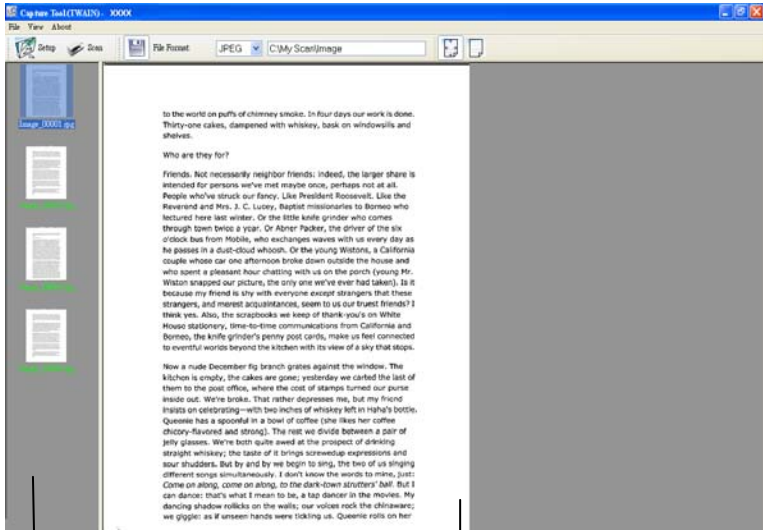 Capture Tool(TWAIN)- XXXX
File View About
Setup Scan File Format JPEG C:\My Scan\Image
Image_00001.jpg
to the world on puffs of chimney smoke. In four days our work is done.
Thirty-one cakes, dampened with whiskey, bask on windowsills and
shelves.
Who are they for?
Friends. Not necessarily neighbor friends: indeed, the larger share is
intended for persons we've met maybe once, perhaps not at all.
People who've struck our fancy. Like President Roosevelt. Like the
Reverend and Mrs. J. C. Lucey, Baptist missionaries to Borneo who
lectured here last winter. Or the little knife grinder who comes
through town twice a year. Or Abner Packer, the driver of the six
o'clock bus from Mobile, who exchanges waves with us every day as
he passes in a dust-cloud whoosh. Or the young Wistons, a California
couple whose car one afternoon broke down outside the house and
who spent a pleasant hour chatting with us on the porch (young Mr.
Wiston snapped our picture, the only one we've ever had taken). Is it
because my friend is shy with everyone except strangers that these
strangers, and merest acquaintances, seem to us our truest friends? I
think yes. Also, the scrapbooks we keep of thank-you's on White
House stationery, time-to-time communications from California and
Borneo, the knife grinder's penny post cards, make us feel connected
to eventful worlds beyond the kitchen with its view of a sky that stops.
Now a nude December fig branch grates against the window. The
kitchen is empty, the cakes are gone; yesterday we carted the last of
them to the post office, where the cost of stamps turned our purse
inside out. We're broke. That rather depresses me, but my friend
insists on celebrating—with two inches of whiskey left in Haha's bottle.
Queenie has a spoonful in a bowl of coffee (she likes her coffee
chicory-flavored and strong). The rest we divide between a pair of
jelly glasses. We're both quite awed at the prospect of drinking
straight whiskey; the taste of it brings screwedup expressions and
sour shudders. But by and by we begin to sing, the two of us singing
different songs simultaneously. I don't know the words to mine, just:
Come on along, come on along, to the dark-town strutters' ball. But I
can dance: that's what I mean to be, a tap dancer in the movies. My
dancing shadow rollicks on the walls; our voices rock the chinaware;
we giggle: as if unseen hands were tickling us. Queenie rolls on her